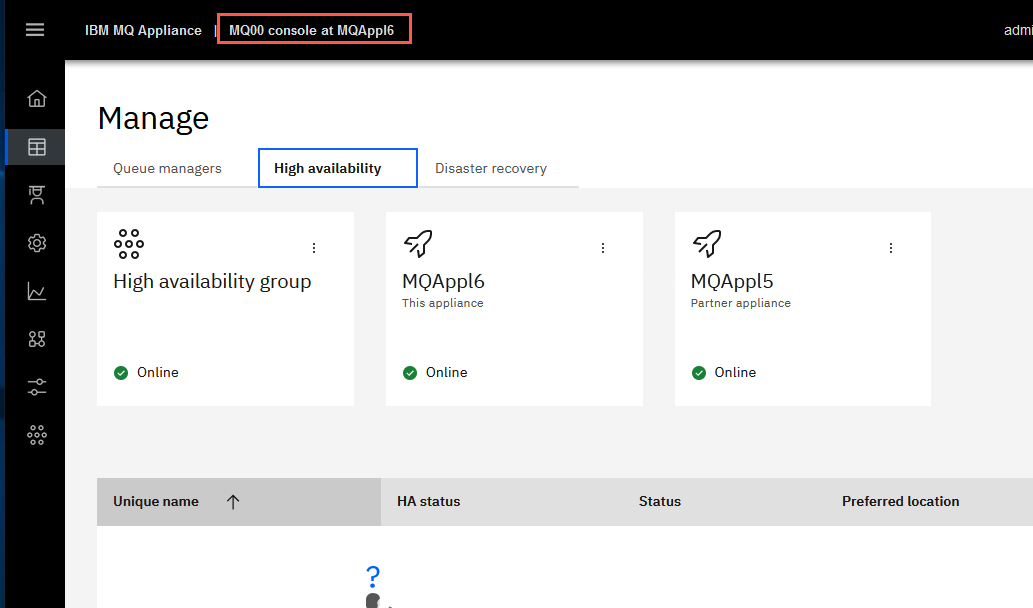 IBM MQ Appliance | MQ00 console at MQAppl6
Manage
Queue managers High availability Disaster recovery
High availability group
Online
MQAppl6
This appliance
Online
MQAppl5
Partner appliance
Online
Unique name HA status Status Preferred location
?